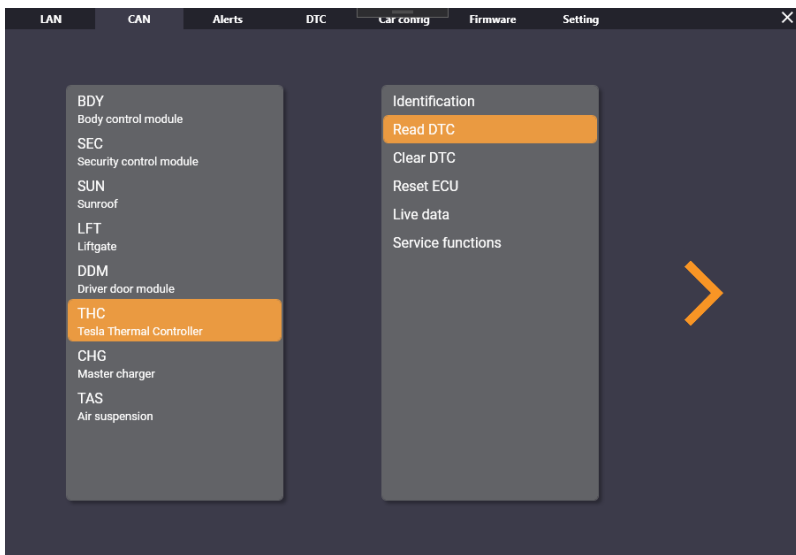 LAN
CAN
Alerts
DTC
Car config
Firmware
Setting
BDY
Body control module
SEC
Security control module
SUN
Sunroof
LFT
Liftgate
DDM
Driver door module
THC
Tesla Thermal Controller
CHG
Master charger
TAS
Air suspension
Identification
Read DTC
Clear DTC
Reset ECU
Live data
Service functions